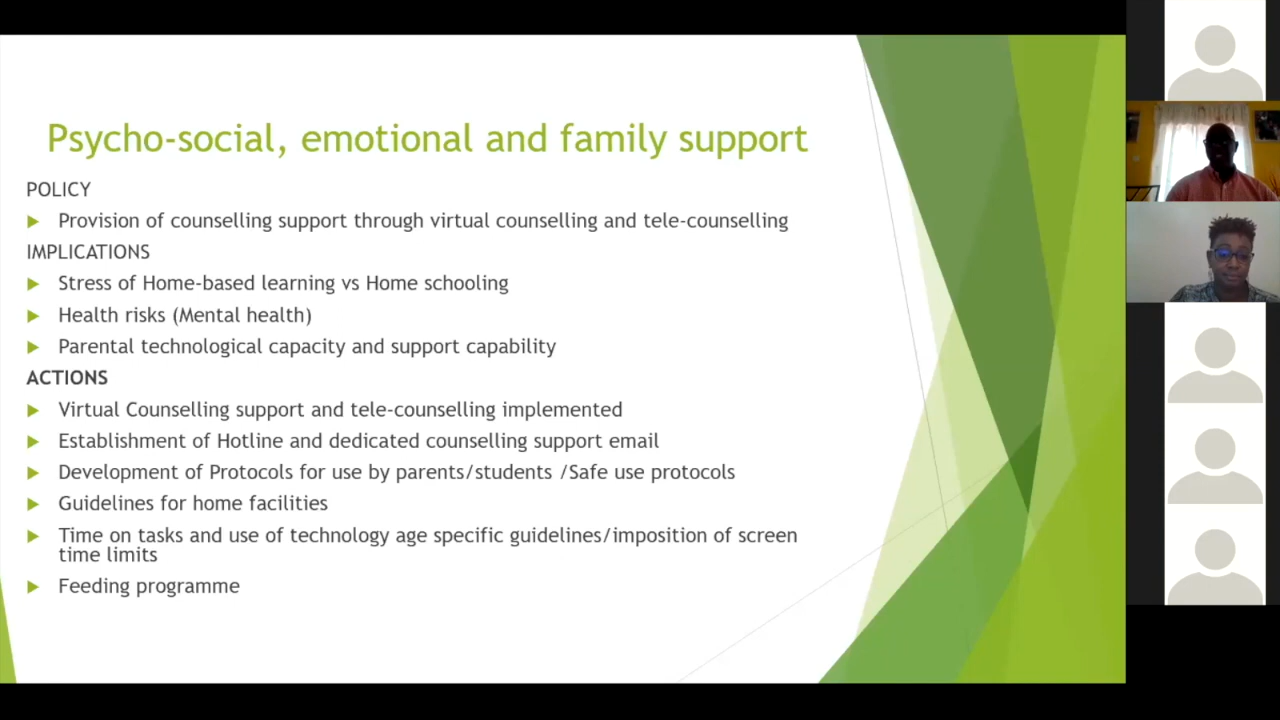 Psycho-social, emotional and family support
POLICY
Provision of counselling support through virtual counselling and tele-counselling
IMPLICATIONS
Stress of Home-based learning vs Home schooling
Health risks (Mental health)
Parental technological capacity and support capability
ACTIONS
Virtual Counselling support and tele-counselling implemented
Establishment of Hotline and dedicated counselling support email
Development of Protocols for use by parents/students /Safe use protocols
Guidelines for home facilities
Time on tasks and use of technology age specific guidelines/imposition of screen
time limits
Feeding programme